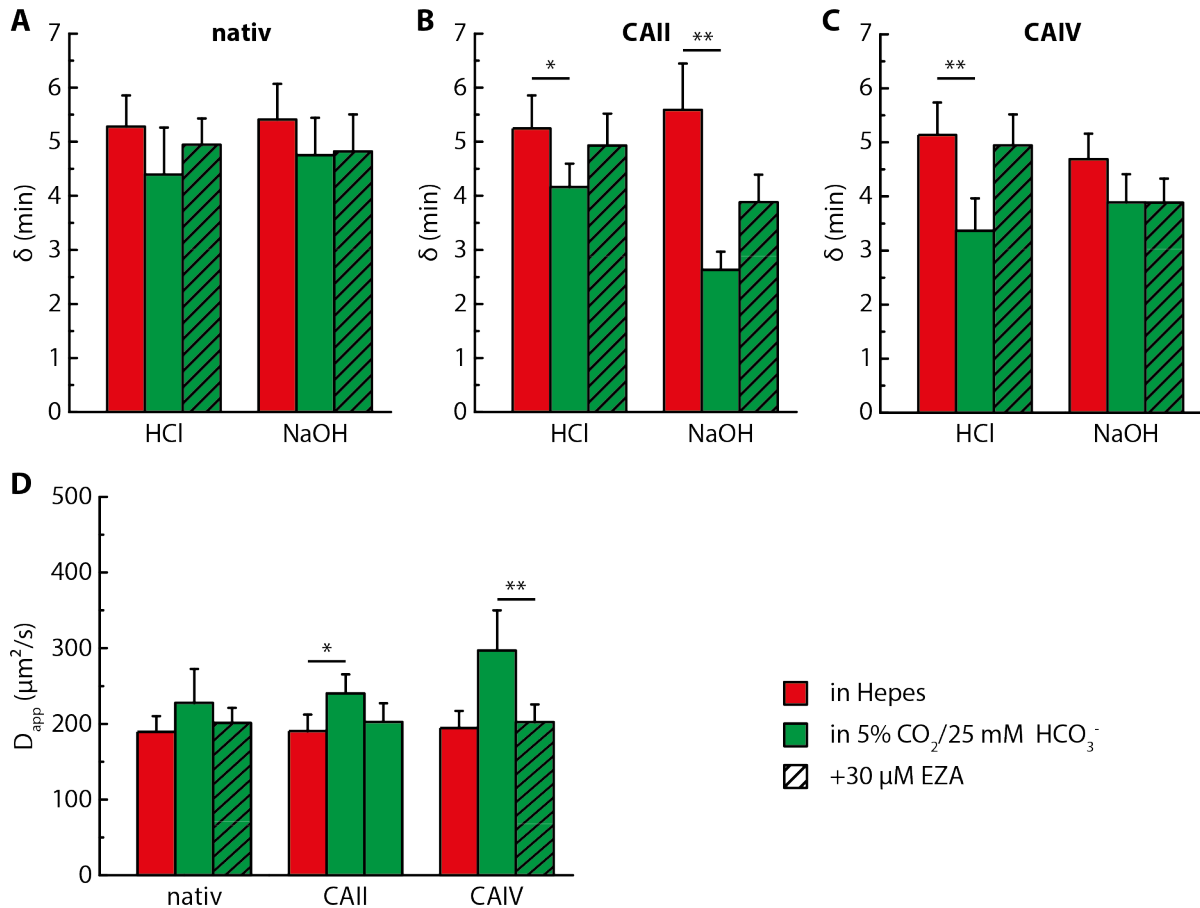 A
nativ
7
6
5
4
3
2
1
0
δ (min)
HCl
NaOH
B
CAII
7
6
5
4
3
2
1
0
δ (min)
*
**
HCl
NaOH
C
CAIV
7
6
5
4
3
2
1
0
δ (min)
**
HCl
NaOH
D
500
400
300
200
100
0
Dapp (µm²/s)
*
**
nativ
CAII
CAIV
in Hepes
in 5% CO₂/25 mM HCO₃⁻
+30 µM EZA